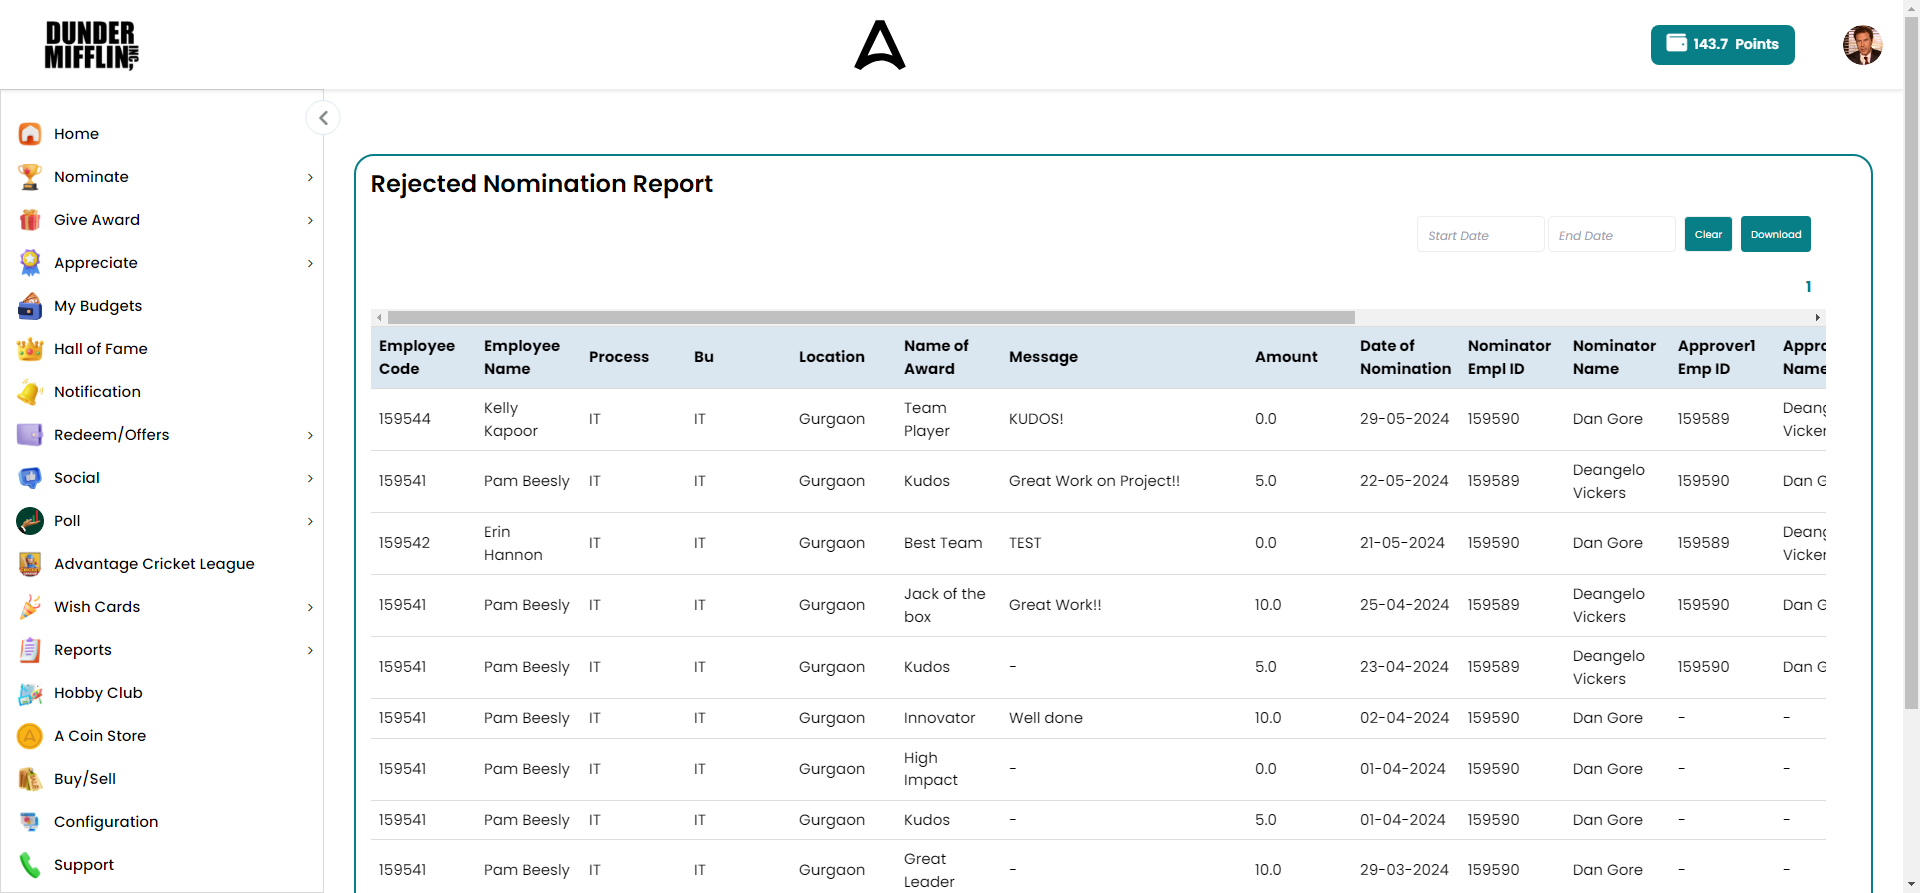 DUNDER
MIFFLIN INC,
143.7 Points
Home
Nominate
Give Award
Appreciate
My Budgets
Hall of Fame
Notification
Redeem/Offers
Social
Poll
Advantage Cricket League
Wish Cards
Reports
Hobby Club
A Coin Store
Buy/Sell
Configuration
Support
Rejected Nomination Report
Start Date End Date Clear Download
1
Employee Code Employee Name Process Bu Location Name of Award Message Amount Date of Nomination Nominator Empl ID Nominator Name Approver1 Emp ID Appro Name
159544 Kelly Kapoor IT IT Gurgaon Team Player KUDOS! 0.0 29-05-2024 159590 Dan Gore 159589 Deang Vicker
159541 Pam Beesly IT IT Gurgaon Kudos Great Work on Project!! 5.0 22-05-2024 159589 Deangelo Vickers 159590 Dan G
159542 Erin Hannon IT IT Gurgaon Best Team TEST 0.0 21-05-2024 159590 Dan Gore 159589 Deang Vicker
159541 Pam Beesly IT IT Gurgaon Jack of the box Great Work!! 10.0 25-04-2024 159589 Deangelo Vickers 159590 Dan G
159541 Pam Beesly IT IT Gurgaon Kudos - 5.0 23-04-2024 159589 Deangelo Vickers 159590 Dan G
159541 Pam Beesly IT IT Gurgaon Innovator Well done 10.0 02-04-2024 159590 Dan Gore - -
159541 Pam Beesly IT IT Gurgaon High Impact - 0.0 01-04-2024 159590 Dan Gore - -
159541 Pam Beesly IT IT Gurgaon Kudos - 5.0 01-04-2024 159590 Dan Gore - -
159541 Pam Beesly IT IT Gurgaon Great Leader - 10.0 29-03-2024 159590 Dan Gore - -